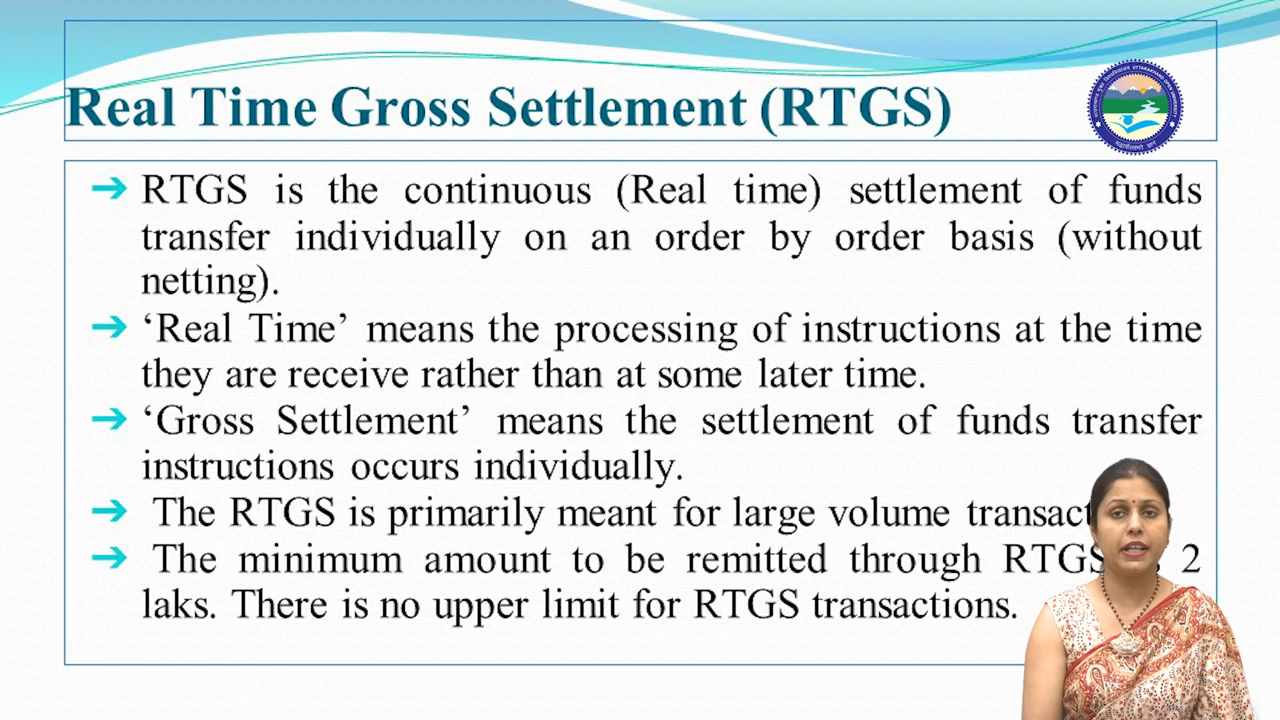 Real Time Gross Settlement (RTGS)
RTGS is the continuous (Real time) settlement of funds
transfer individually on an order by order basis (without
netting).
‘Real Time’ means the processing of instructions at the time
they are receive rather than at some later time.
‘Gross Settlement’ means the settlement of funds transfer
instructions occurs individually.
The RTGS is primarily meant for large volume
The minimum amount to be remitted through RTGS 2
laks. There is no upper limit for RTGS transactions.